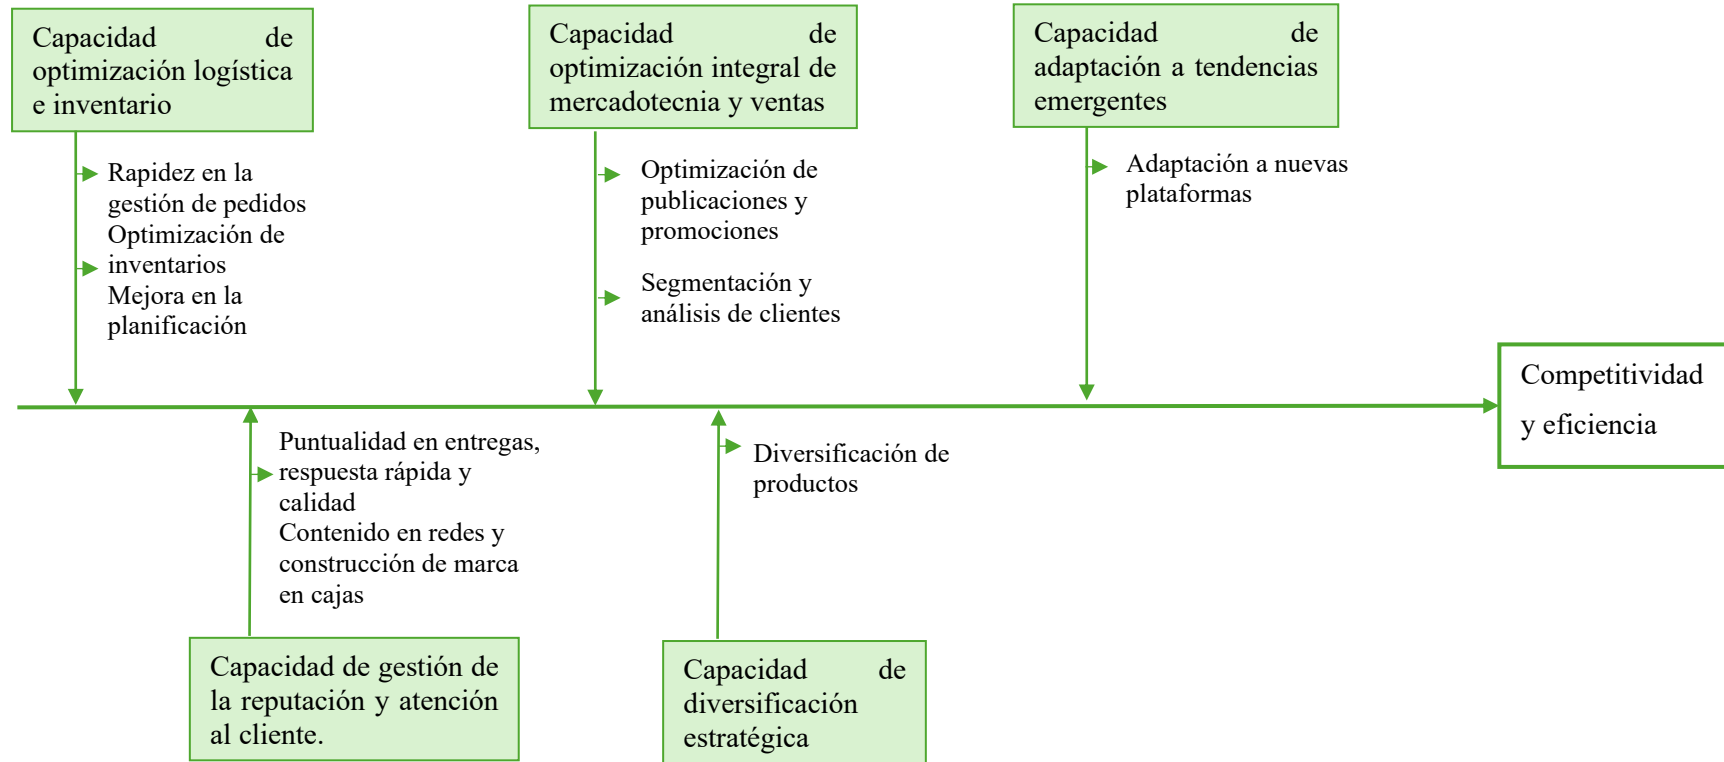 Capacidad de
optimización logística
e inventario
Capacidad de
optimización integral de
mercadotecnia y ventas
Capacidad de
adaptación a tendencias
emergentes
Rapidez en la
gestión de pedidos
Optimización de
inventarios
Mejora en la
planificación
Optimización de
publicaciones y
promociones
Segmentación y
análisis de clientes
Adaptación a nuevas
plataformas
Competitividad
y eficiencia
Puntualidad en entregas,
respuesta rápida y
calidad
Contenido en redes y
construcción de marca
en cajas
Diversificación de
productos
Capacidad de gestión de
la reputación y atención
al cliente.
Capacidad de
diversificación
estratégica